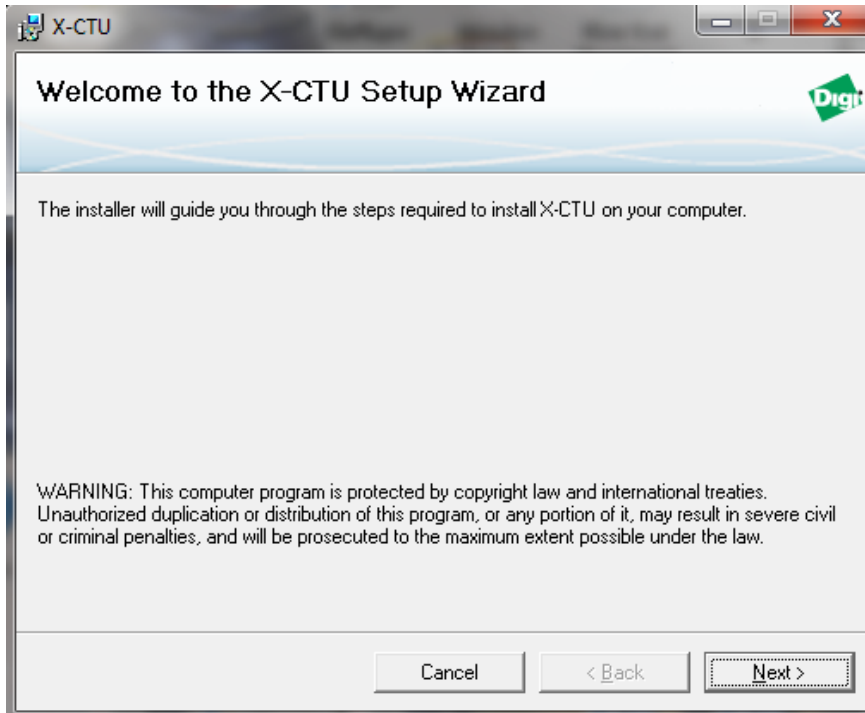 X-CTU
Welcome to the X-CTU Setup Wizard
Digi
The installer will guide you through the steps required to install X-CTU on your computer.
WARNING: This computer program is protected by copyright law and international treaties.
Unauthorized duplication or distribution of this program, or any portion of it, may result in severe civil
or criminal penalties, and will be prosecuted to the maximum extent possible under the law.
Cancel
< Back
Next >